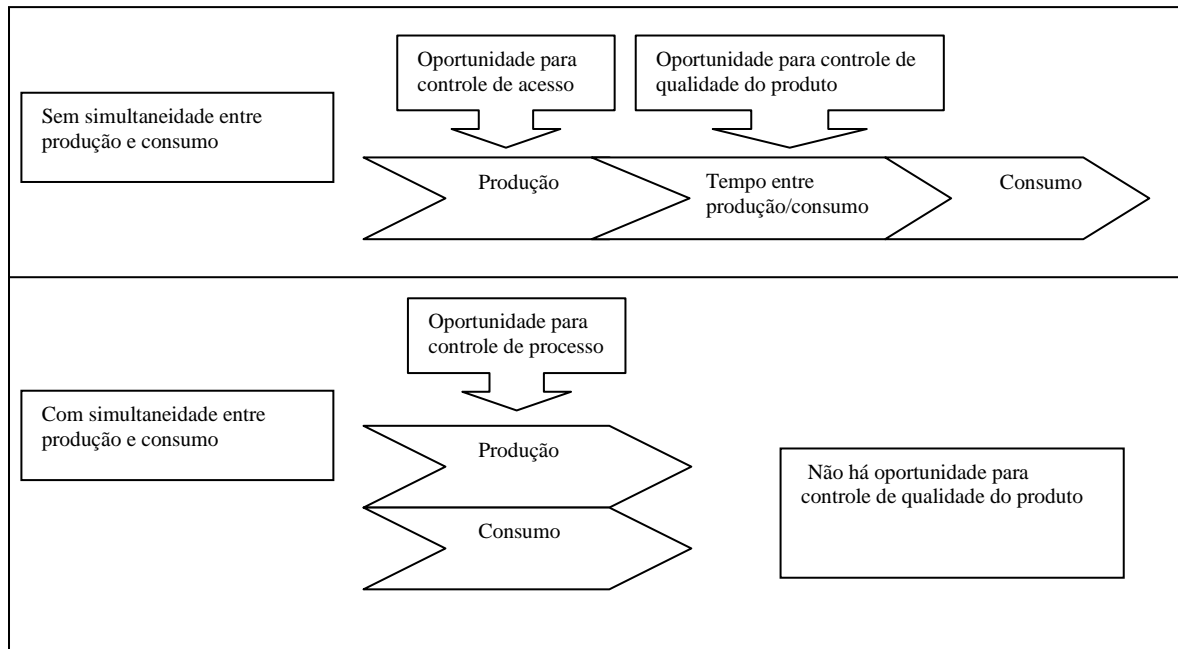 Oportunidade para
controle de acesso
Oportunidade para controle de
qualidade do produto
Sem simultaneidade entre
produção e consumo
Produção
Tempo entre
produção/consumo
Consumo
Oportunidade para
controle de processo
Com simultaneidade entre
produção e consumo
Produção
Consumo
Não há oportunidade para
controle de qualidade do produto